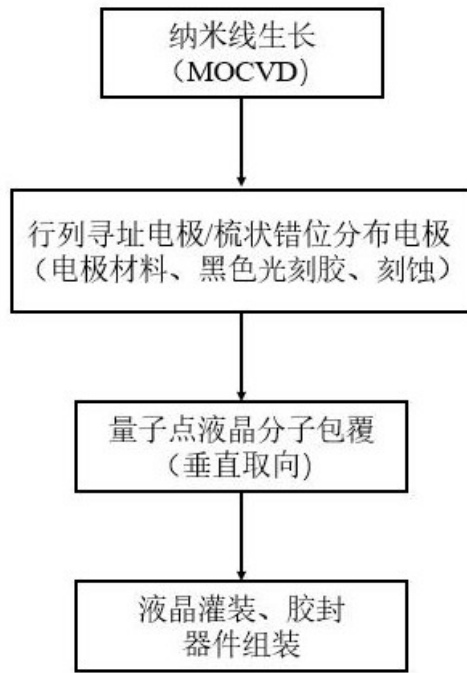 纳米线生长
（MOCVD）
行列寻址电极/梳状错位分布电极
（电极材料、黑色光刻胶、刻蚀）
量子点液晶分子包覆
（垂直取向)
液晶灌装、胶封
器件组装